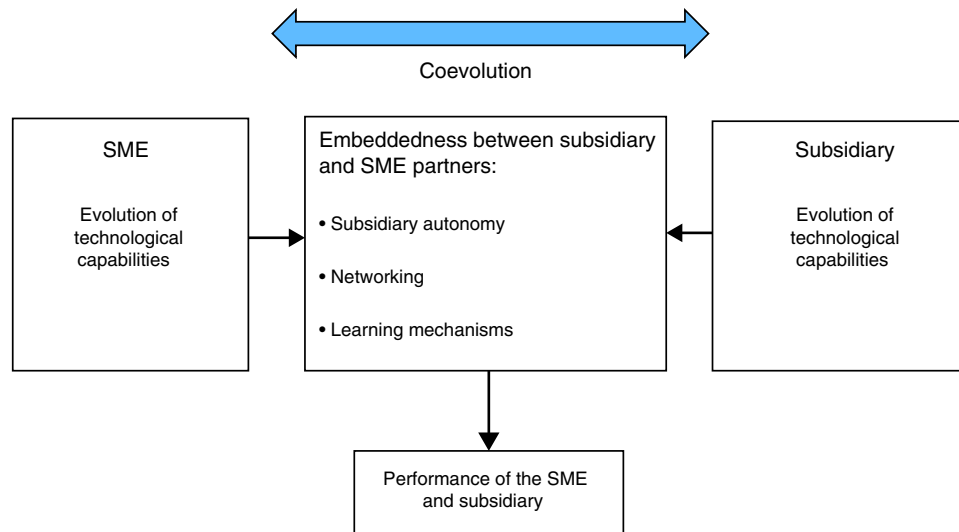 Coevolution
SME
Evolution of
technological
capabilities
Embeddedness between subsidiary
and SME partners:
• Subsidiary autonomy
• Networking
• Learning mechanisms
Subsidiary
Evolution of
technological
capabilities
Performance of the SME
and subsidiary